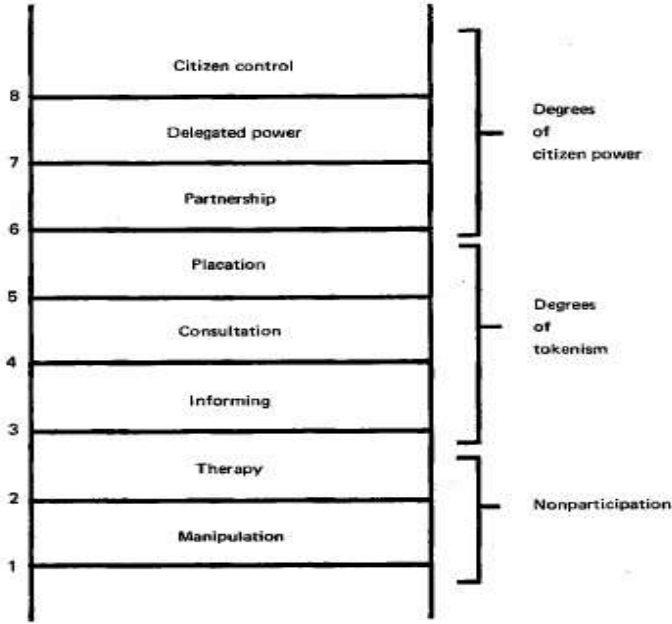 Citizen control
8
Delegated power
7
Partnership
6
Placation
5
Consultation
4
Informing
3
Therapy
2
Manipulation
1
Degrees
of
citizen power
Degrees
of
tokenism
Nonparticipation